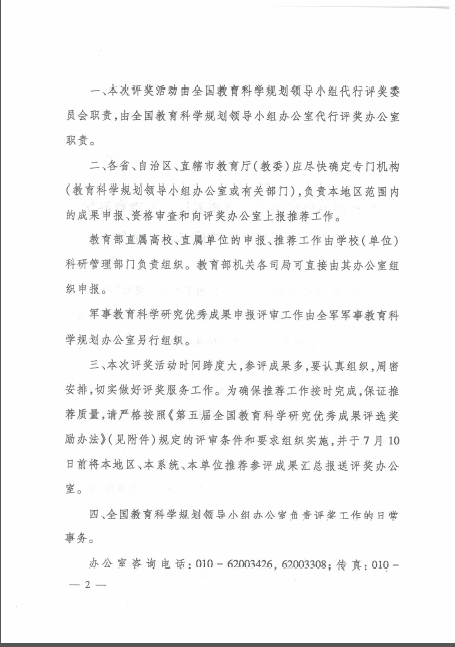 一、本次评奖活动由全国教育科学规划领导小组代行评奖委
员会职责,由全国教育科学规划领导小组办公室代行评奖办公室
职责。
二、各省、自治区、直辖市教育厅(教委)应尽快确定专门机构
(教育科学规划领导小组办公室或有关部门),负责本地区范围内
的成果申报、资格审查和向评奖办公室上报推荐工作。
教育部直属高校、直属单位的申报、推荐工作由学校(单位)
科研管理部门负责组织。教育部机关各司局可直接由其办公室组
织申报。
军事教育科学研究优秀成果申报评审工作由全军军事教育科
学规划办公室另行组织。
三、本次评奖活动时间跨度大,参评成果多,要认真组织,周密
安排,切实做好评奖服务工作。为确保推荐工作按时完成,保证推
荐质量,请严格按照《第五届全国教育科学研究优秀成果评选奖
励办法》(见附件)规定的评审条件和要求组织实施,并于7月10
日前将本地区、本系统、本单位推荐参评成果汇总报送评奖办公
室。
四、全国教育科学规划领导小组办公室负责评奖工作的日常
事务。
办公室咨询电话:010-62003426,62003308;传真:010-
— 2 —